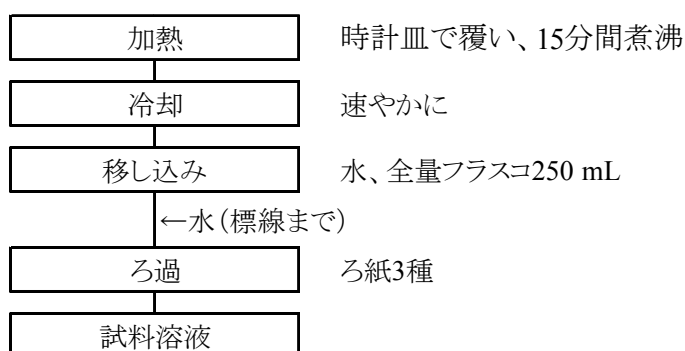 加熱 時計皿で覆い、15分間煮沸
冷却 速やかに
移し込み 水、全量フラスコ250 mL
←水(標線まで)
ろ過 ろ紙3種
試料溶液